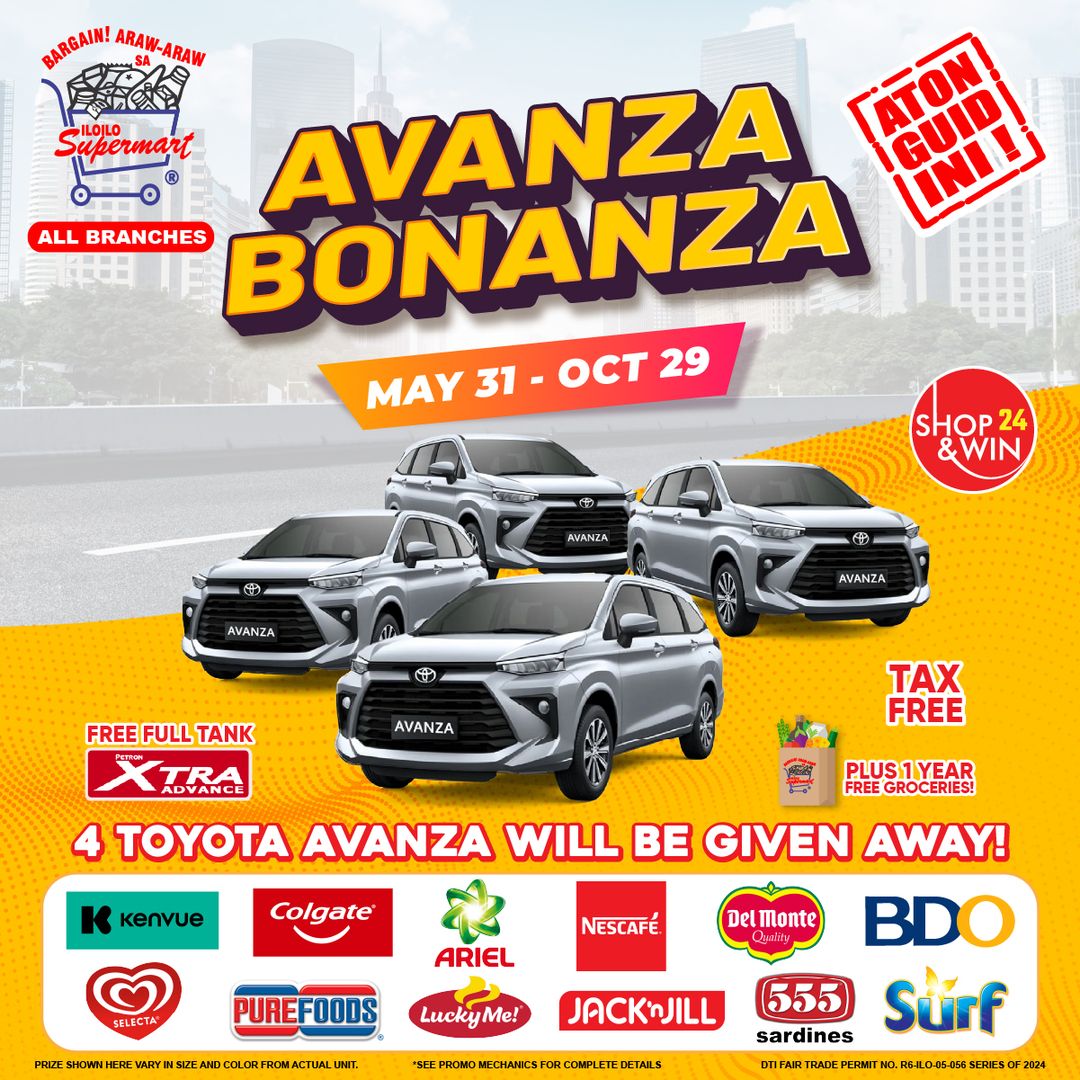 BARGAIN! ARAW-ARAW
SA
ILOILO
Supermart
®
ALL BRANCHES
AVANZA
BONANZA
ATON
GUID
INI !
MAY 31 - OCT 29
SHOP 24
&WIN
AVANZA
AVANZA
AVANZA
AVANZA
TAX
FREE
FREE FULL TANK
PETRON
XTRA
ADVANCE
PLUS 1 YEAR
FREE GROCERIES!
4 TOYOTA AVANZA WILL BE GIVEN AWAY!
kenvue
Colgate®
ARIEL
NESCAFÉ
Del Monte
Quality
BDO
SELECTA
PUREFOODS
Lucky Me!
JACK'nJILL
555
sardines
Surf
PRIZE SHOWN HERE VARY IN SIZE AND COLOR FROM ACTUAL UNIT.
*SEE PROMO MECHANICS FOR COMPLETE DETAILS
DTI FAIR TRADE PERMIT NO. R6-ILO-05-056 SERIES OF 2024